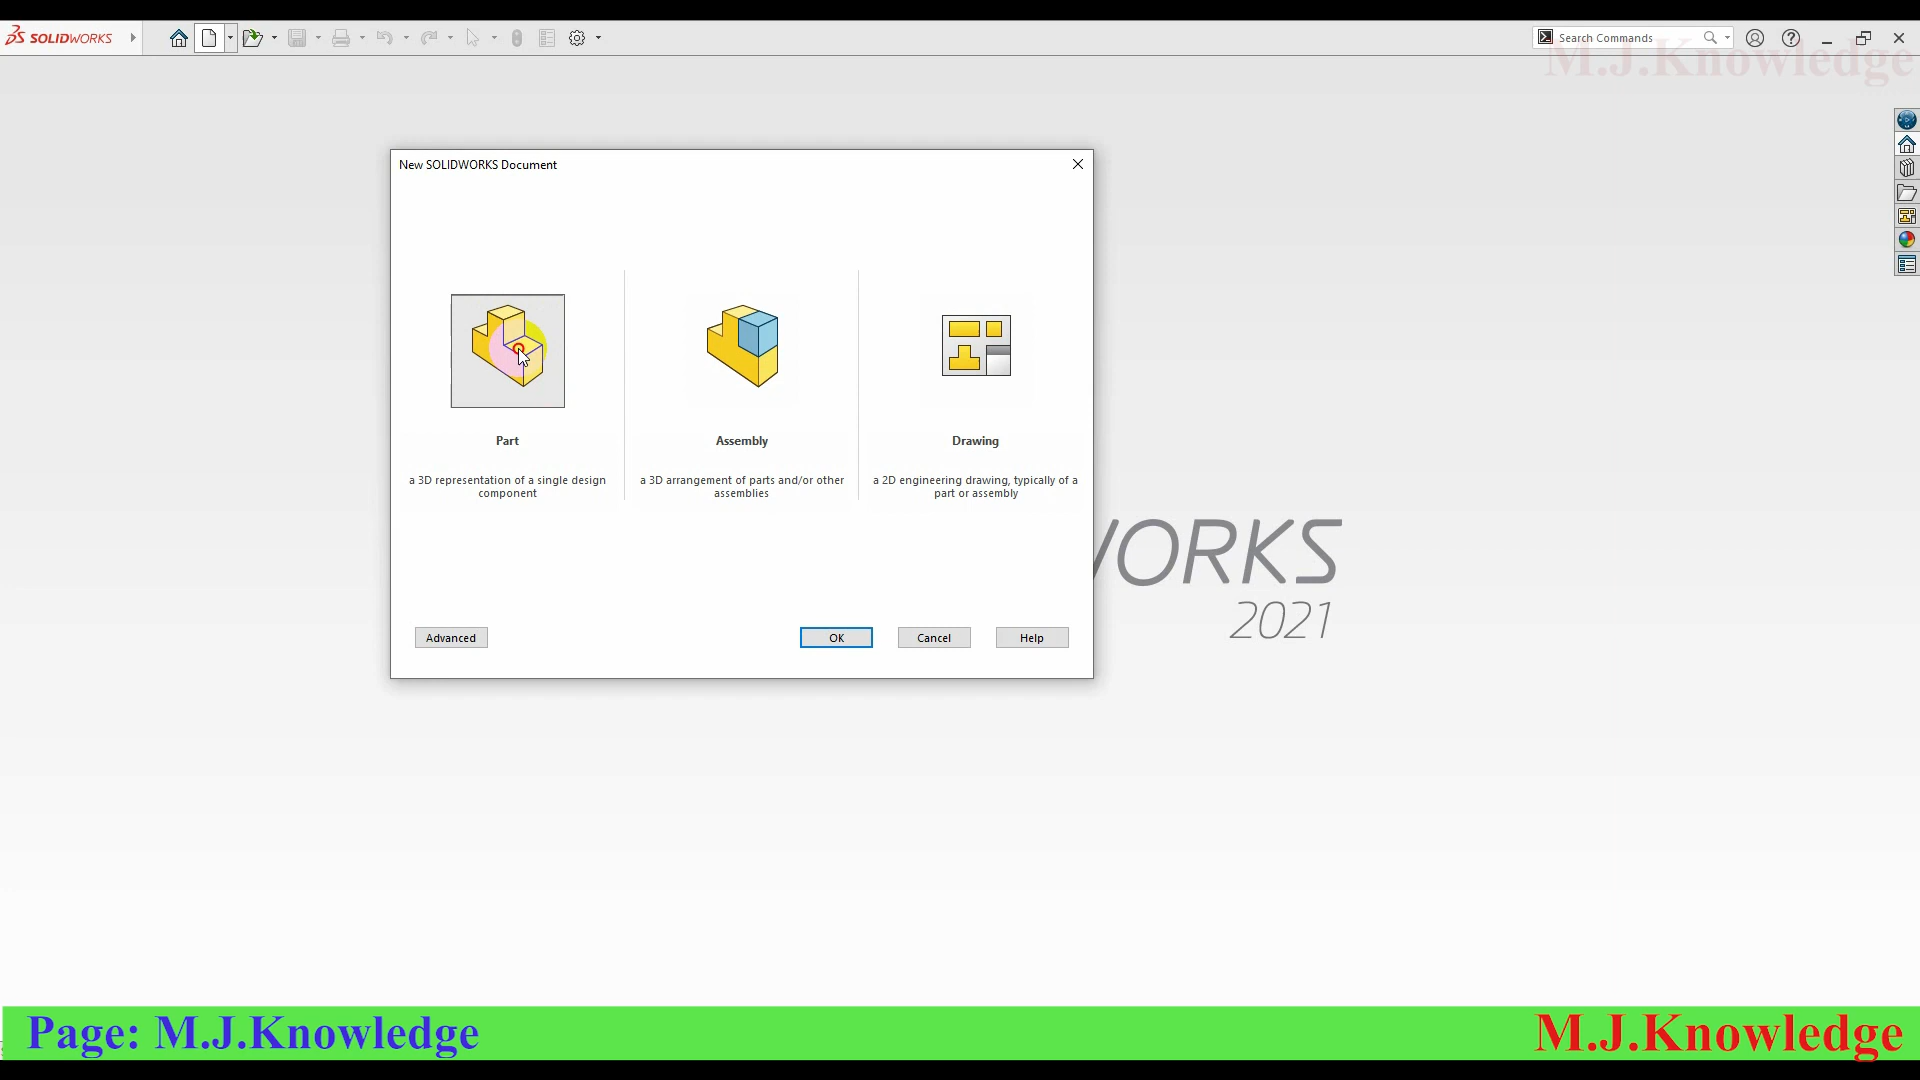 SOLIDWORKS
Search Commands
M.J.Knowledge
New SOLIDWORKS Document
Part
a 3D representation of a single design
component
Assembly
a 3D arrangement of parts and/or other
assemblies
Drawing
a 2D engineering drawing, typically of a
part or assembly
WORKS
2021
Advanced
OK
Cancel
Help
Page: M.J.Knowledge
M.J.Knowledge